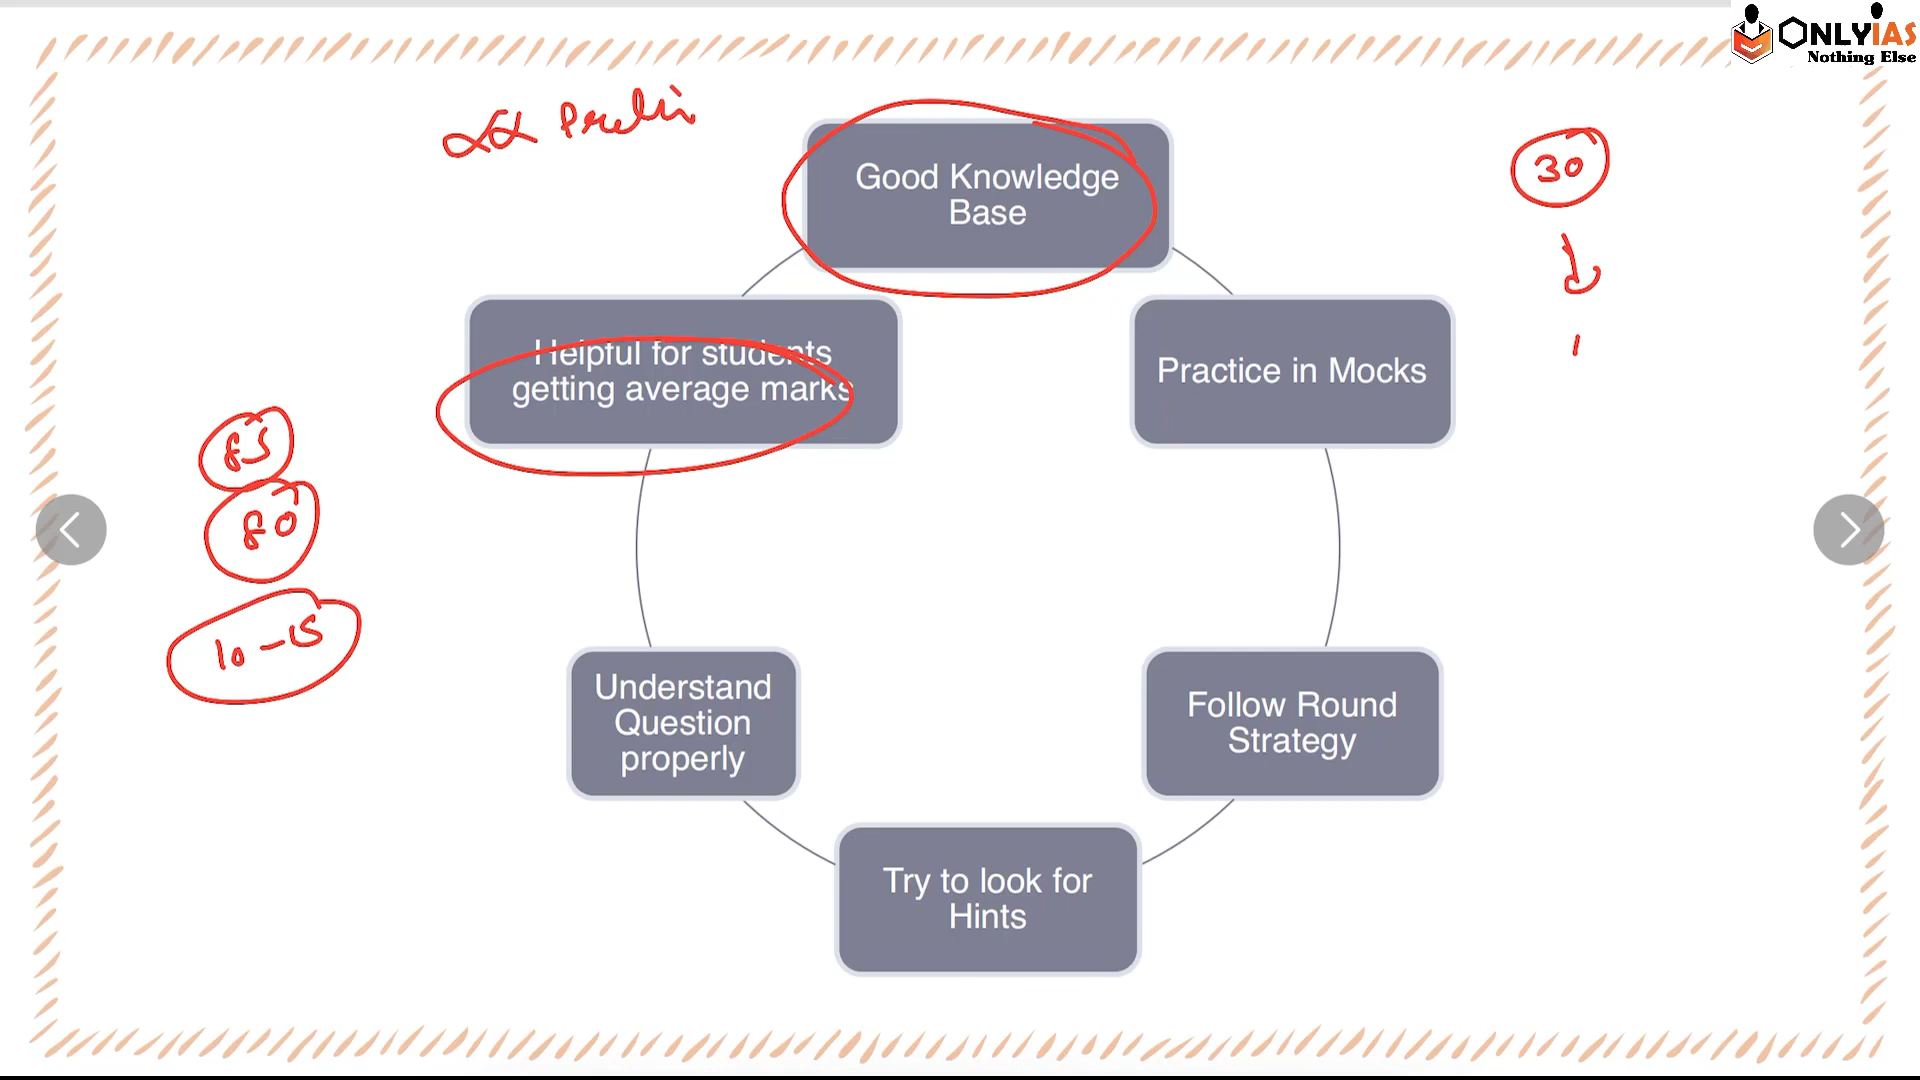 ONLYIAS
Nothing Else
Prelim
Good Knowledge
Base
30
Helpful for students
getting average marks
Practice in Mocks
85
80
10-15
Understand
Question
properly
Follow Round
Strategy
Try to look for
Hints